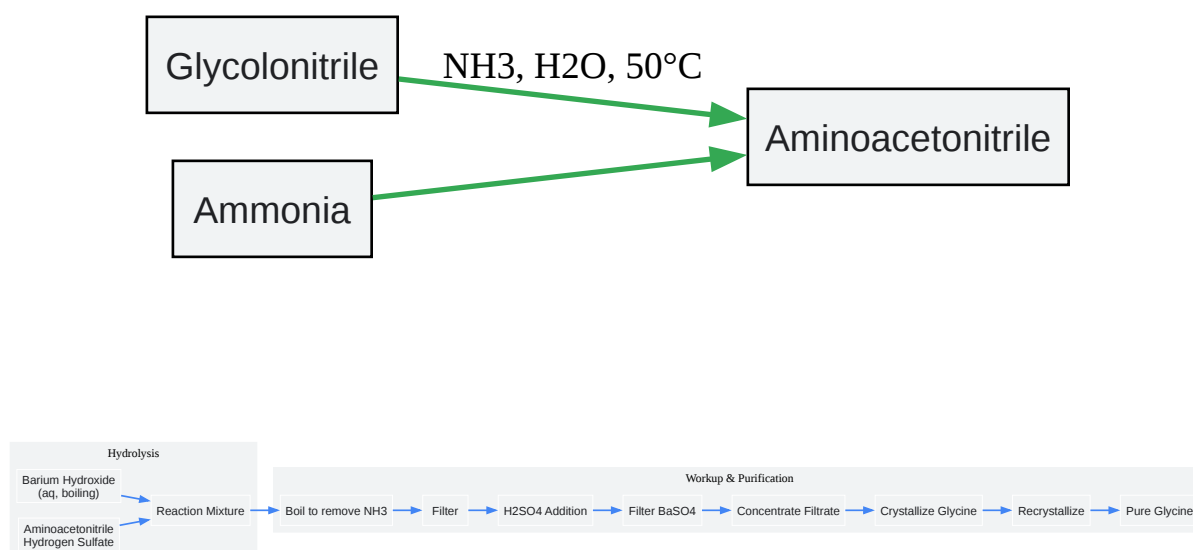 Glycolonitrile
NH3, H2O, 50°C
Aminoacetonitrile
Ammonia
Hydrolysis
Barium Hydroxide
(aq, boiling)
Aminoacetonitrile
Hydrogen Sulfate
Reaction Mixture
Workup & Purification
Boil to remove NH3
Filter
H2SO4 Addition
Filter BaSO4
Concentrate Filtrate
Crystallize Glycine
Recrystallize
Pure Glycine